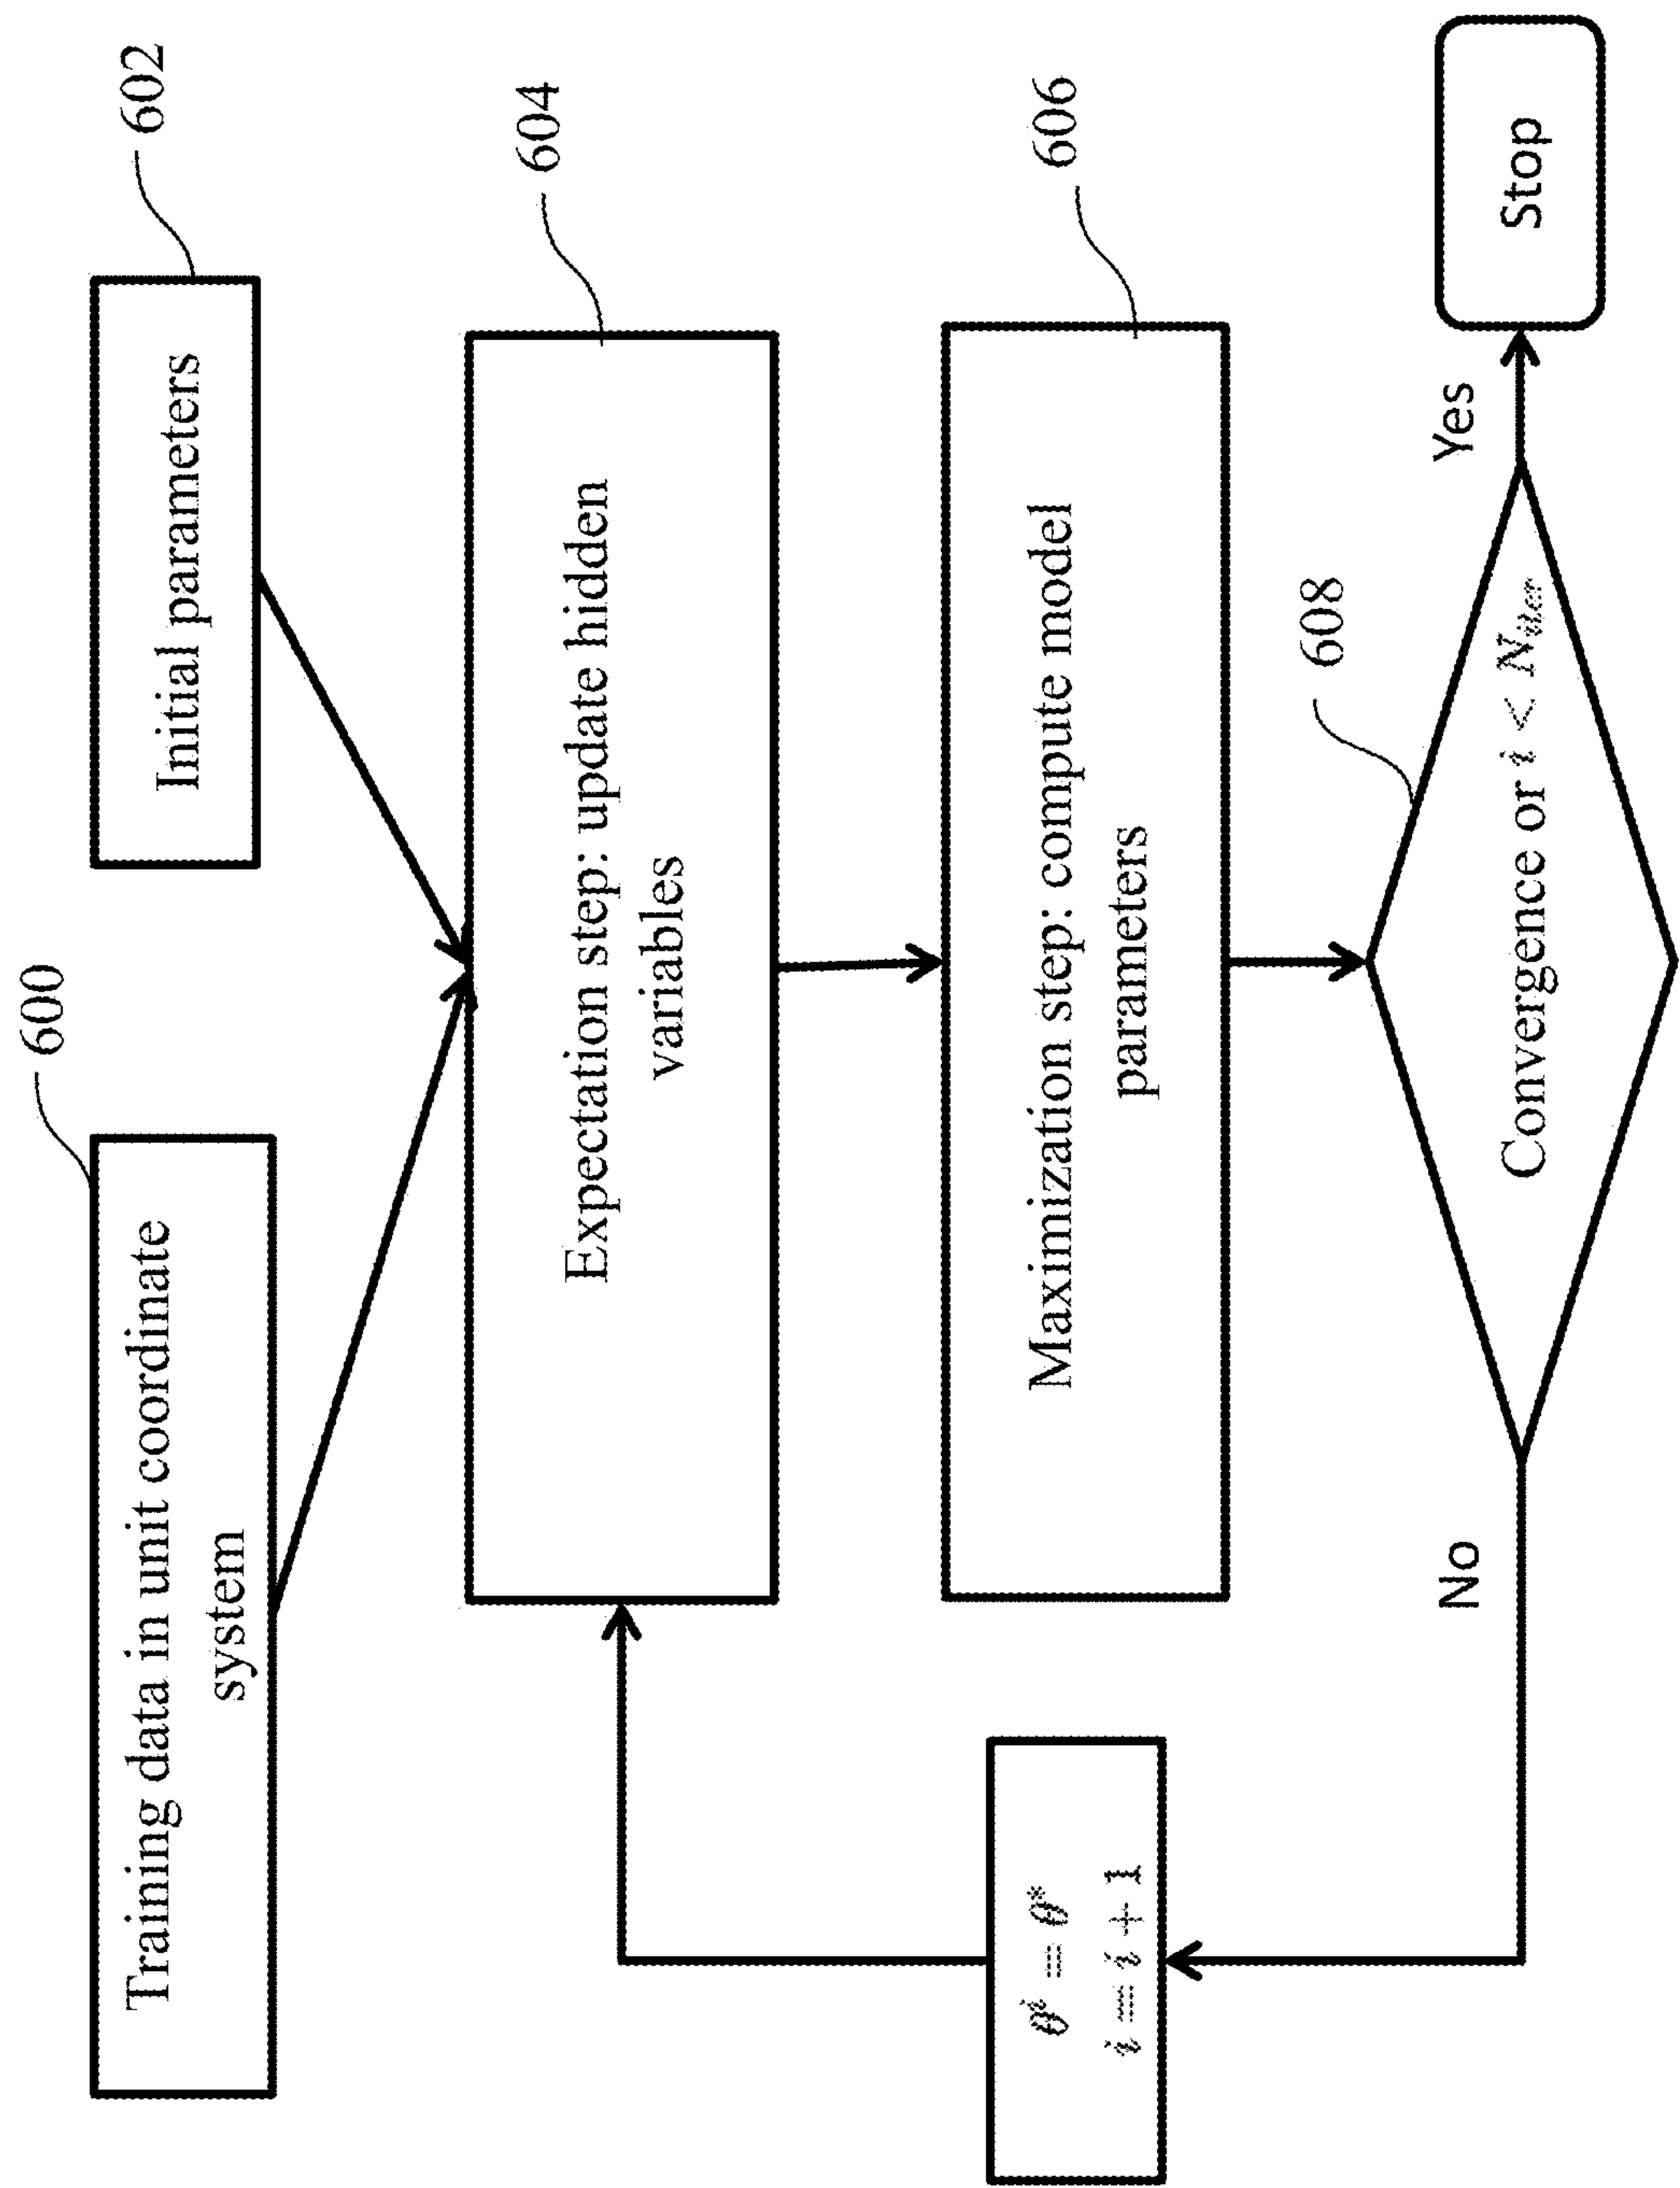 600
Training data in unit coordinate
system
602
Initial parameters
604
Expectation step: update hidden
variables
606
Maximization step: compute model
parameters
608
Convergence or i < N_iter
Yes
Stop
No
θ^i = θ*
i = i + 1